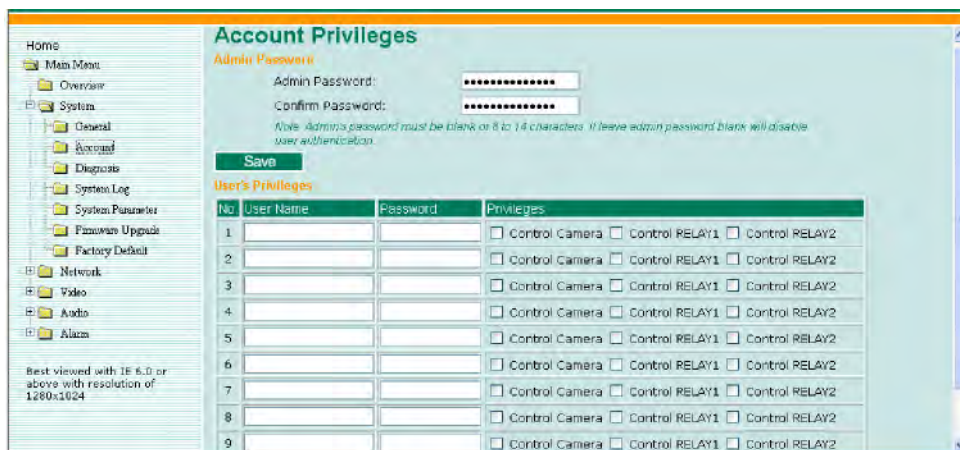 Home
Main Menu
Overview
System
General
Account
Diagnosis
System Log
System Parameter
Firmware Upgrade
Factory Default
Network
Video
Audio
Alarm
Best viewed with IE 6.0 or
above with resolution of
1280x1024
Account Privileges
Admin Password
Admin Password:
Confirm Password:
Note: Admin's password must be blank or 8 to 14 characters. If leave admin password blank will disable
user authentication.
Save
User's Privileges
No. User Name Password Privileges
1 Control Camera Control RELAY1 Control RELAY2
2 Control Camera Control RELAY1 Control RELAY2
3 Control Camera Control RELAY1 Control RELAY2
4 Control Camera Control RELAY1 Control RELAY2
5 Control Camera Control RELAY1 Control RELAY2
6 Control Camera Control RELAY1 Control RELAY2
7 Control Camera Control RELAY1 Control RELAY2
8 Control Camera Control RELAY1 Control RELAY2
9 Control Camera Control RELAY1 Control RELAY2